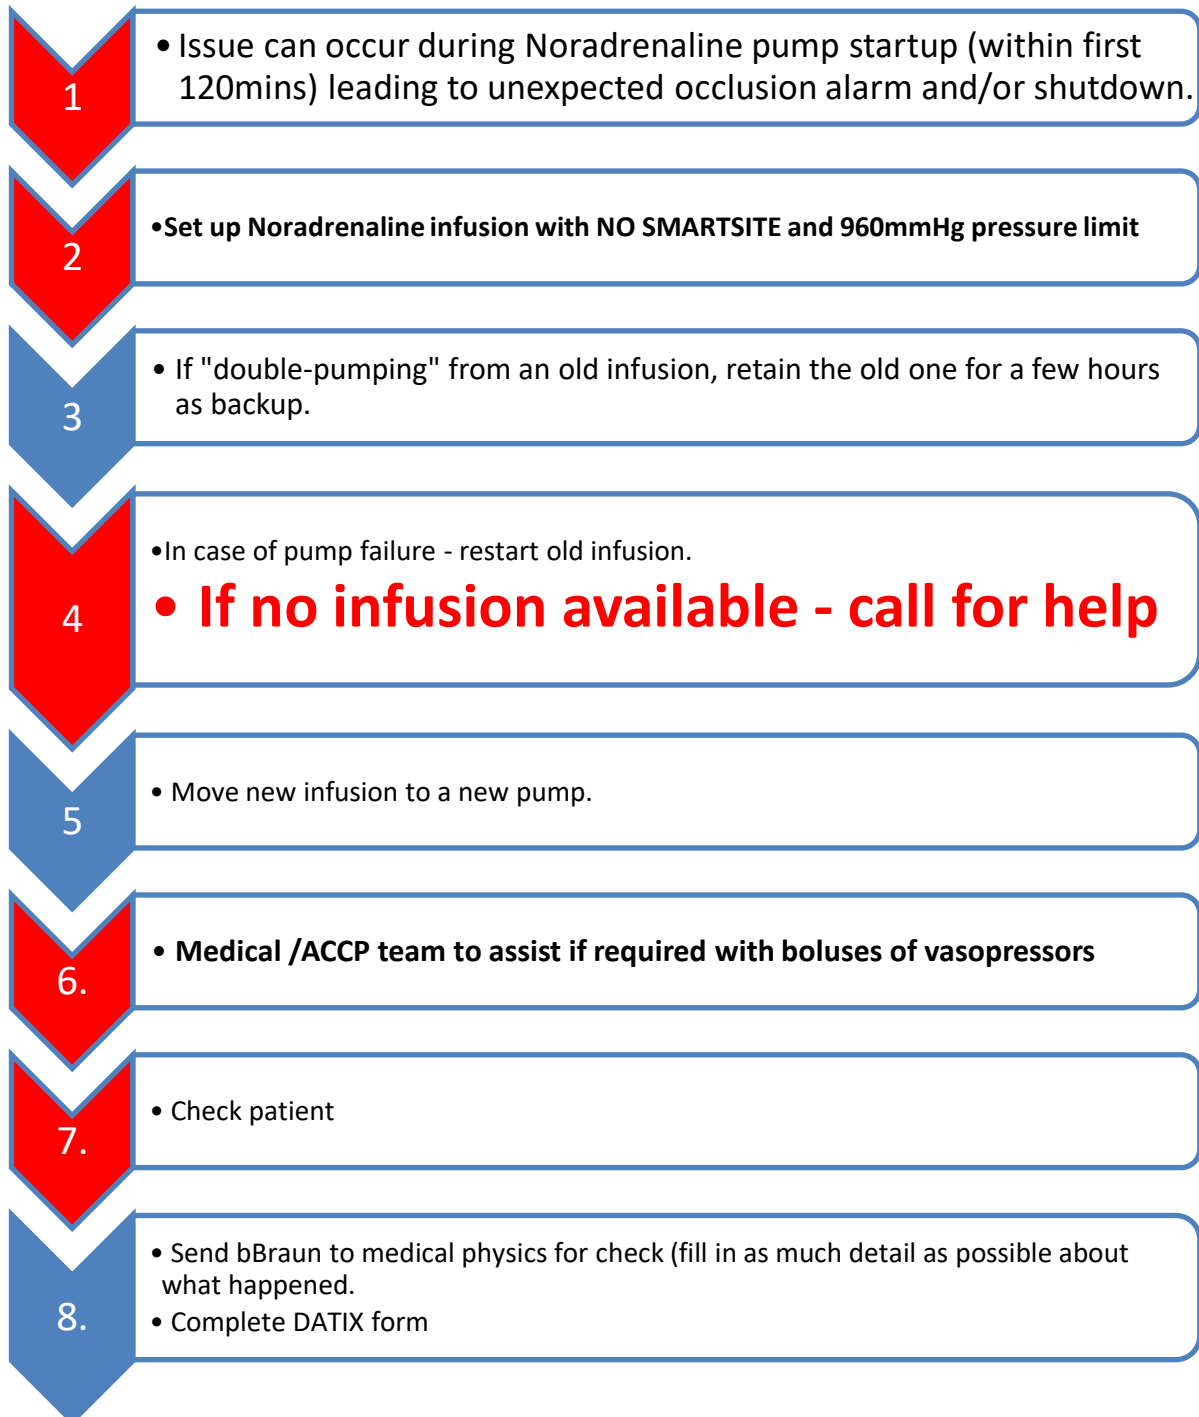 1
• Issue can occur during Noradrenaline pump startup (within first
120mins) leading to unexpected occlusion alarm and/or shutdown.
2
•Set up Noradrenaline infusion with NO SMARTSITE and 960mmHg pressure limit
3
• If "double-pumping" from an old infusion, retain the old one for a few hours
as backup.
4
•In case of pump failure - restart old infusion.
• If no infusion available - call for help
5
• Move new infusion to a new pump.
6.
• Medical /ACCP team to assist if required with boluses of vasopressors
7.
• Check patient
8.
• Send bBraun to medical physics for check (fill in as much detail as possible about
what happened.
• Complete DATIX form